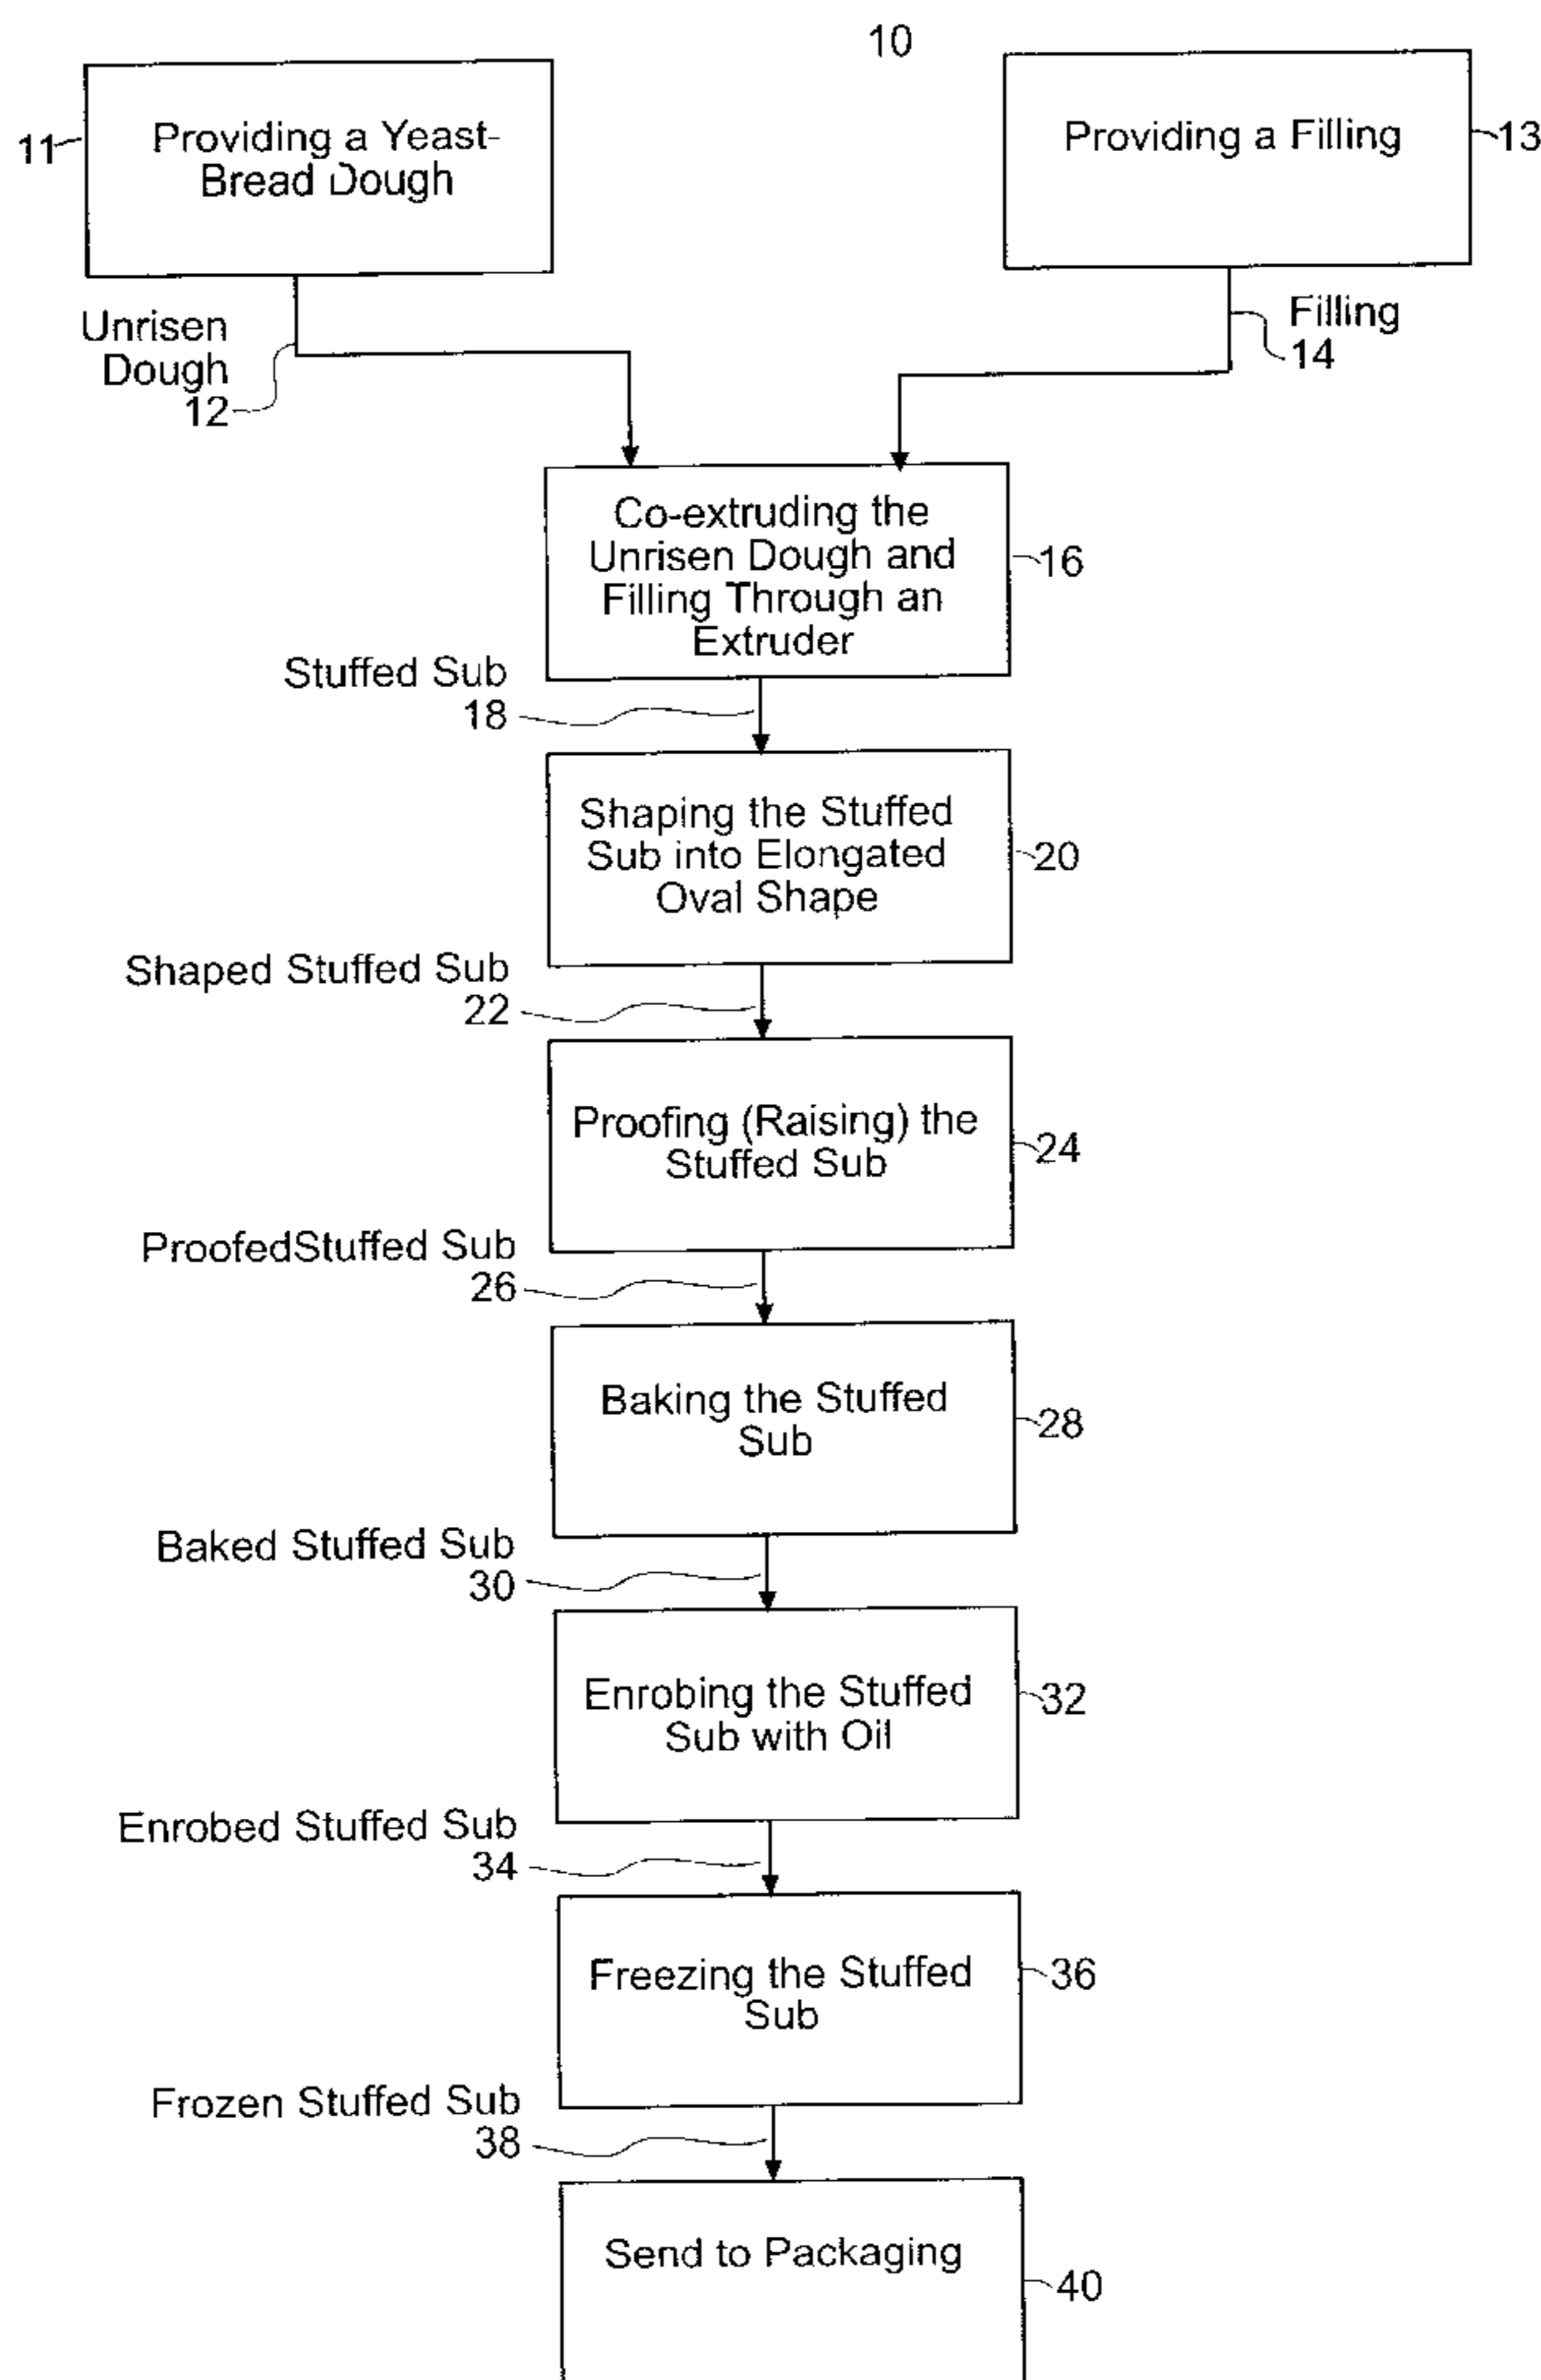 10
11
Providing a Yeast-
Bread Dough
Providing a Filling
13
Unrisen
Dough
12
Filling
14
Co-extruding the
Unrisen Dough and
Filling Through an
Extruder
16
Stuffed Sub
18
Shaping the Stuffed
Sub into Elongated
Oval Shape
20
Shaped Stuffed Sub
22
Proofing (Raising) the
Stuffed Sub
24
ProofedStuffed Sub
26
Baking the Stuffed
Sub
28
Baked Stuffed Sub
30
Enrobing the Stuffed
Sub with Oil
32
Enrobed Stuffed Sub
34
Freezing the Stuffed
Sub
36
Frozen Stuffed Sub
38
Send to Packaging
40